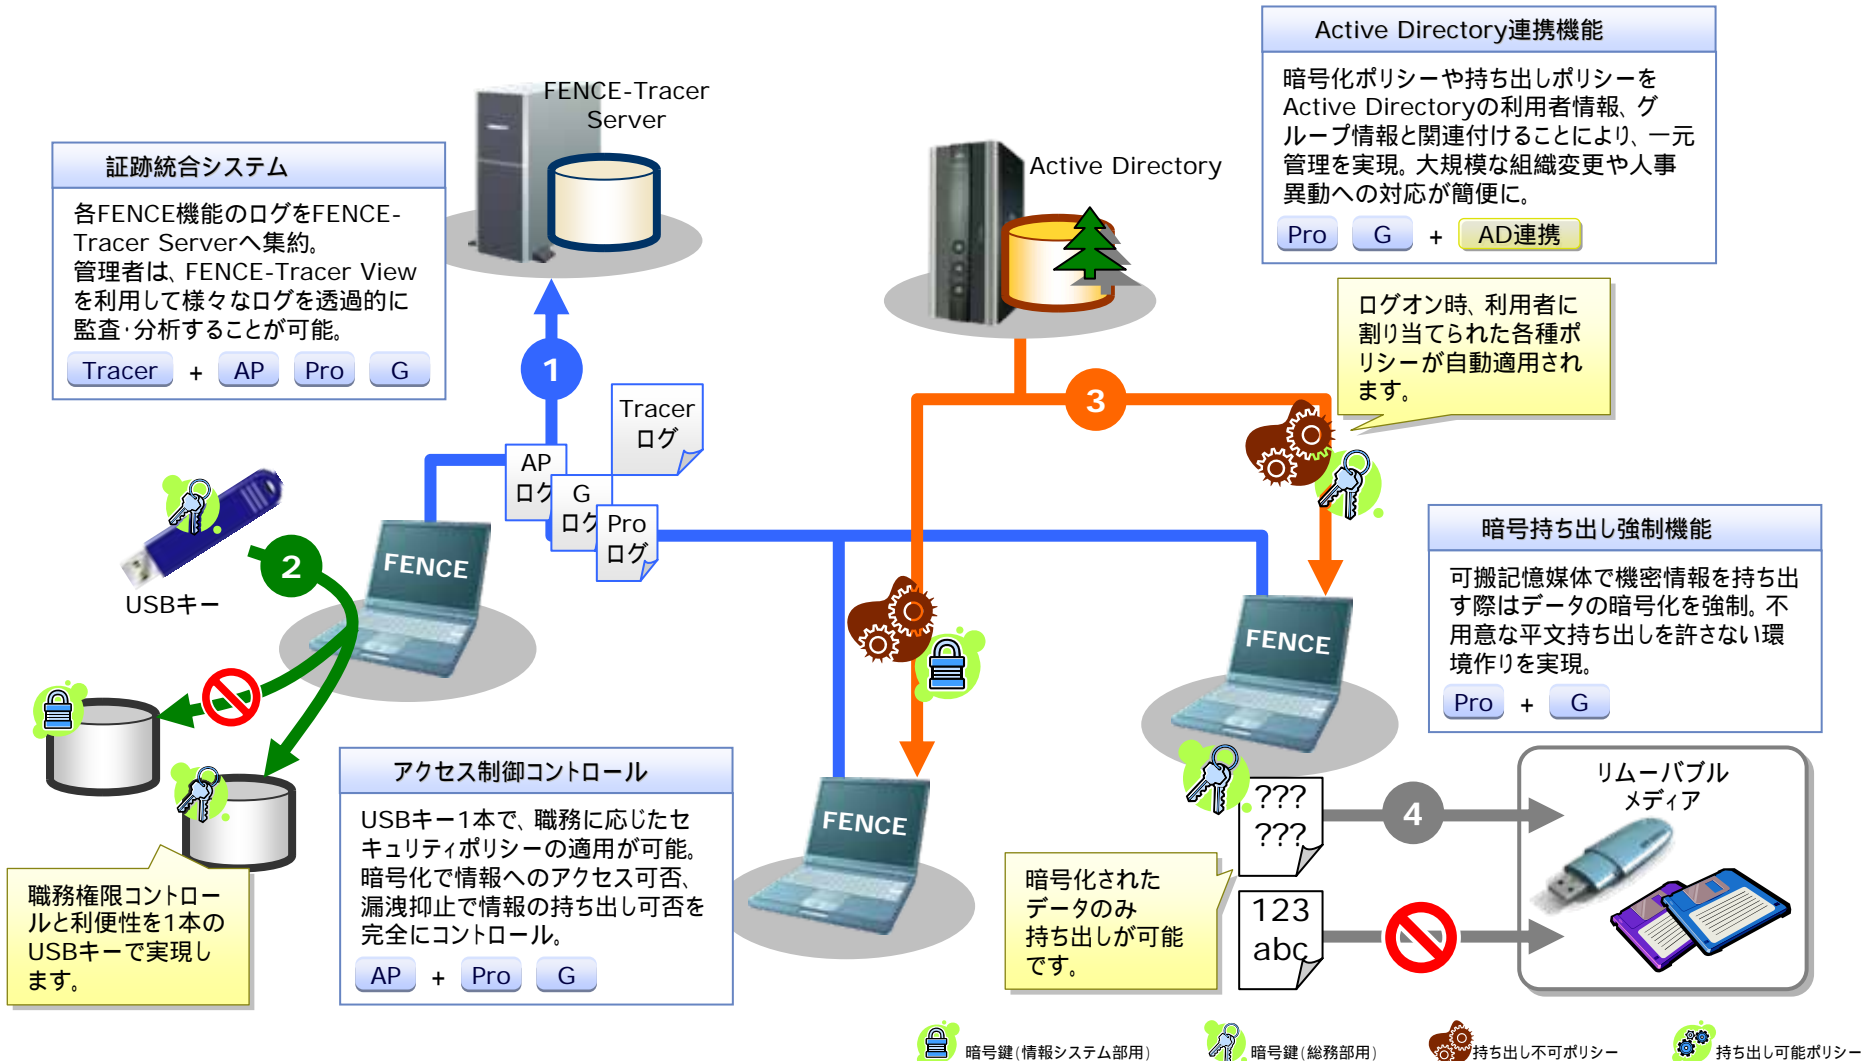 FENCE-Tracer
Server
証跡統合システム
各FENCE機能のログをFENCE-
Tracer Serverへ集約。
管理者は、FENCE-Tracer View
を利用して様々なログを透過的に
監査・分析することが可能。
Tracer + AP Pro G
Active Directory
Active Directory連携機能
暗号化ポリシーや持ち出しポリシーを
Active Directoryの利用者情報、グ
ループ情報と関連付けることにより、一元
管理を実現。大規模な組織変更や人事
異動への対応が簡便に。
Pro G + AD連携
ログオン時、利用者に
割り当てられた各種ポ
リシーが自動適用され
ます。
1
3
Tracer
ログ
AP
ログ
G
ログ
Pro
ログ
2
USBキー
FENCE
FENCE
FENCE
暗号持ち出し強制機能
可搬記憶媒体で機密情報を持ち出
す際はデータの暗号化を強制。不
用意な平文持ち出しを許さない環
境作りを実現。
Pro + G
アクセス制御コントロール
USBキー1本で、職務に応じたセ
キュリティポリシーの適用が可能。
暗号化で情報へのアクセス可否、
漏洩抑止で情報の持ち出し可否を
完全にコントロール。
AP + Pro G
職務権限コントロー
ルと利便性を1本の
USBキーで実現し
ます。
暗号化された
データのみ
持ち出しが可能
です。
???
???
123
abc
4
リムーバブル
メディア
暗号鍵(情報システム部用)
暗号鍵(総務部用)
持ち出し不可ポリシー
持ち出し可能ポリシー